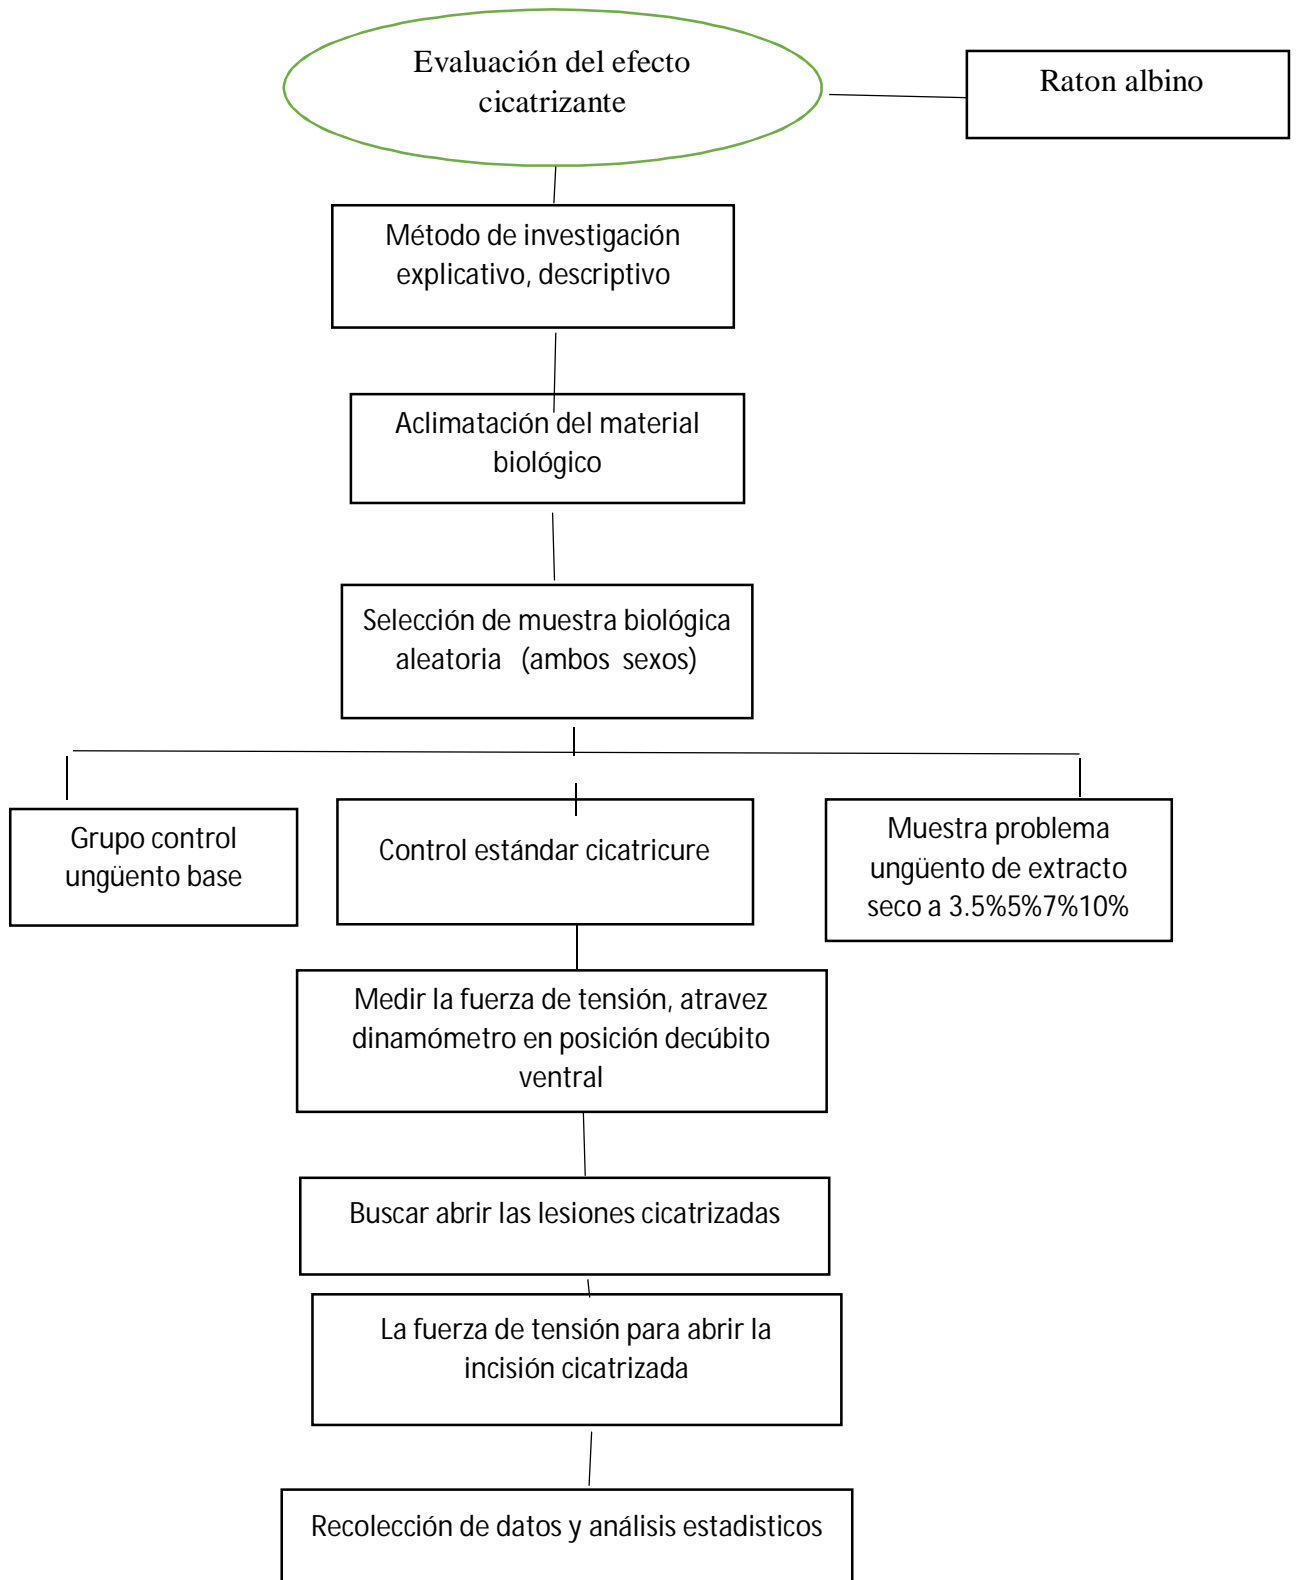 Evaluación del efecto
cicatrizante
Raton albino
Método de investigación
explicativo, descriptivo
Aclimatación del material
biológico
Selección de muestra biológica
aleatoria (ambos sexos)
Grupo control
ungüento base
Control estándar cicatricure
Muestra problema
ungüento de extracto
seco a 3.5%5%7%10%
Medir la fuerza de tensión, atravez
dinamómetro en posición decúbito
ventral
Buscar abrir las lesiones cicatrizadas
La fuerza de tensión para abrir la
incisión cicatrizada
Recolección de datos y análisis estadisticos